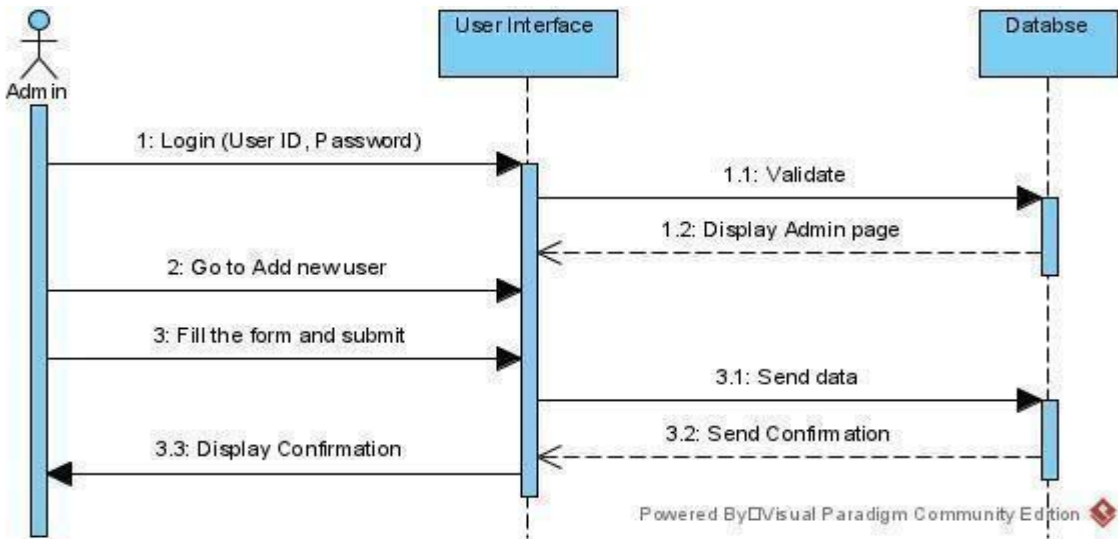 User Interface
Databse
Admin
1: Login (User ID, Password)
1.1: Validate
1.2: Display Admin page
2: Go to Add new user
3: Fill the form and submit
3.1: Send data
3.2: Send Confirmation
3.3: Display Confirmation
Powered By□Visual Paradigm Community Edition